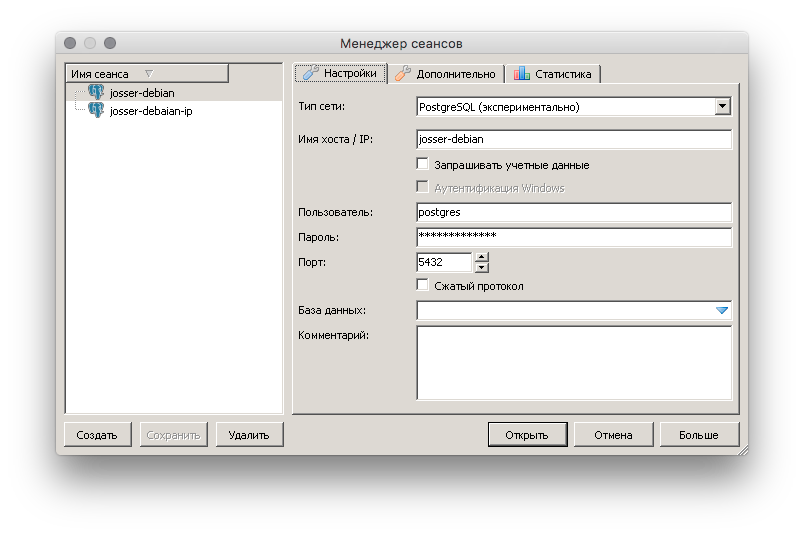 Менеджер сеансов
Имя сеанса
josser-debian
josser-debaian-ip
Настройки
Дополнительно
Статистика
Тип сети:
PostgreSQL (экспериментально)
Имя хоста / IP:
josser-debian
Запрашивать учетные данные
Аутентификация Windows
Пользователь:
postgres
Пароль:
*************
Порт:
5432
Сжатый протокол
База данных:
Комментарий:
Создать
Сохранить
Удалить
Открыть
Отмена
Больше